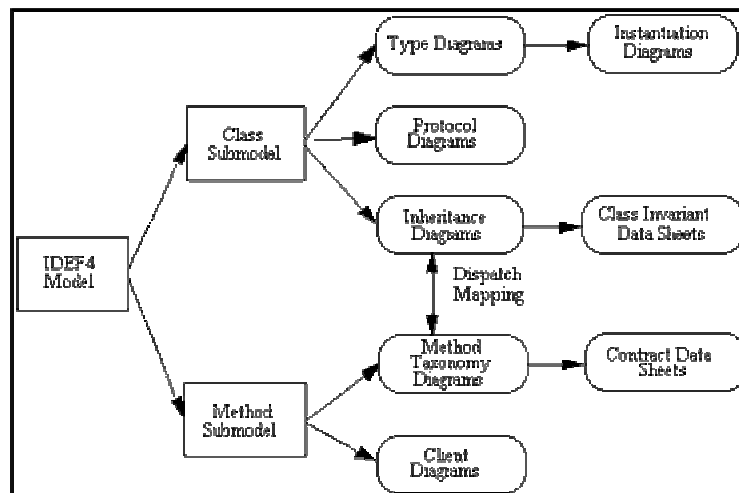 Type Diagrams
Instantiation
Diagrams
Class
Submodel
Protocol
Diagrams
Inheritance
Diagrams
Class Invariant
Data Sheets
IDEF4
Model
Dispatch
Mapping
Method
Taxonomy
Diagrams
Contract Data
Sheets
Method
Submodel
Client
Diagrams